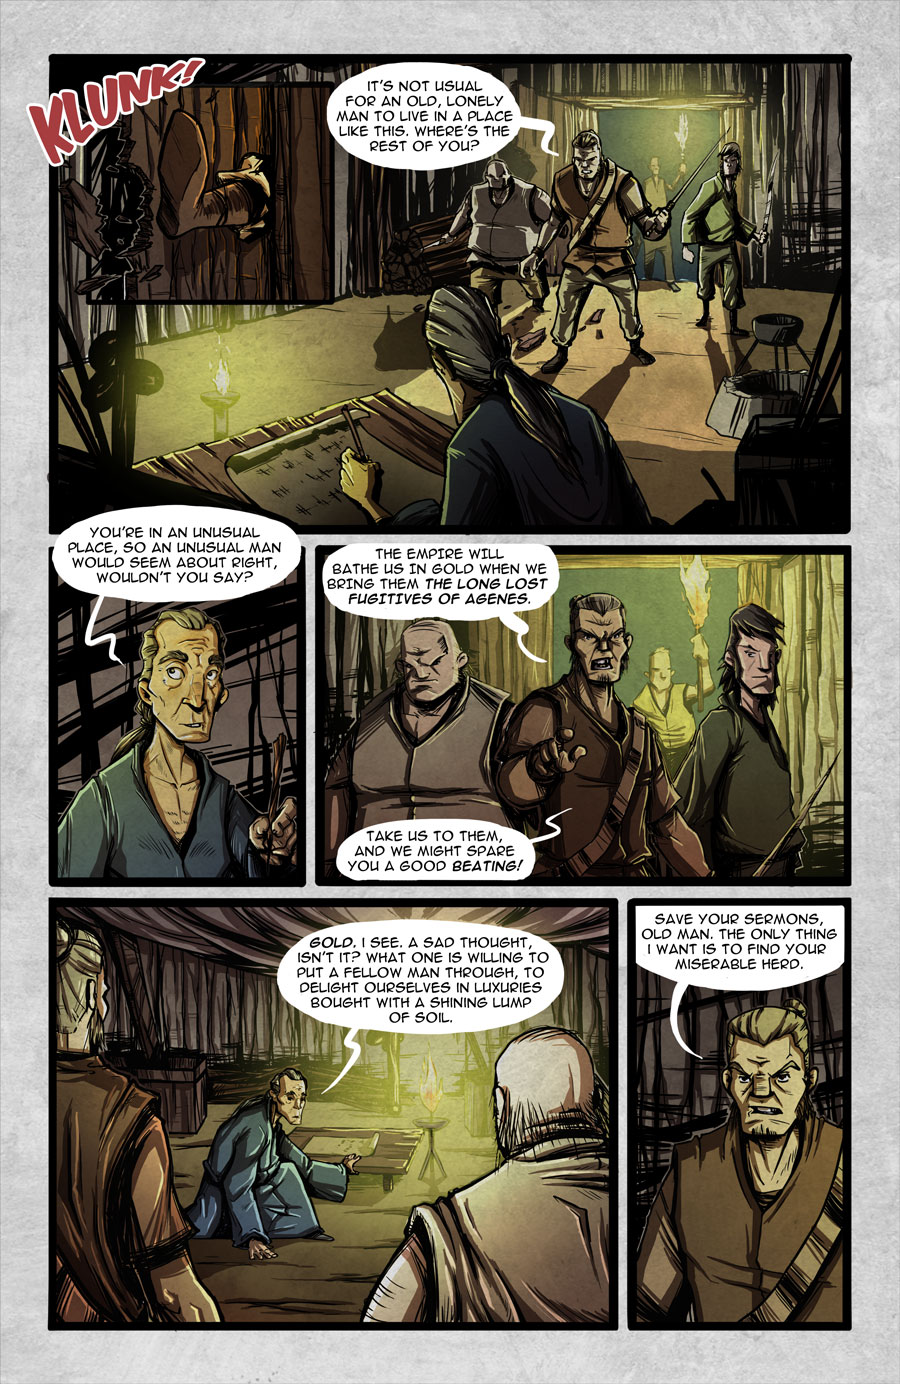 KLUNK!
IT'S NOT USUAL
FOR AN OLD, LONELY
MAN TO LIVE IN A PLACE
LIKE THIS. WHERE'S THE
REST OF YOU?
YOU'RE IN AN UNUSUAL
PLACE, SO AN UNUSUAL MAN
WOULD SEEM ABOUT RIGHT,
WOULDN'T YOU SAY?
THE EMPIRE WILL
BATHE US IN GOLD WHEN WE
BRING THEM THE LONG LOST
FUGITIVES OF AGENES.
TAKE US TO THEM,
AND WE MIGHT SPARE
YOU A GOOD BEATING!
GOLD. I SEE. A SAD THOUGHT,
ISN'T IT? WHAT ONE IS WILLING TO
PUT A FELLOW MAN THROUGH, TO
DELIGHT OURSELVES IN LUXURIES
BOUGHT WITH A SHINING LUMP
OF SOIL.
SAVE YOUR SERMONS,
OLD MAN. THE ONLY THING
I WANT IS TO FIND YOUR
MISERABLE HERD.